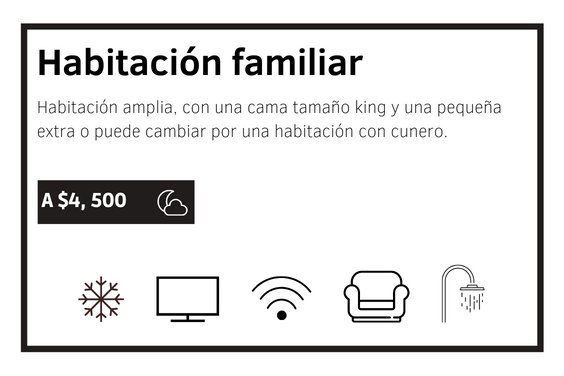 Habitación familiar
Habitación amplia, con una cama tamaño king y una pequeña
extra o puede cambiar por una habitación con cunero.
A $4, 500